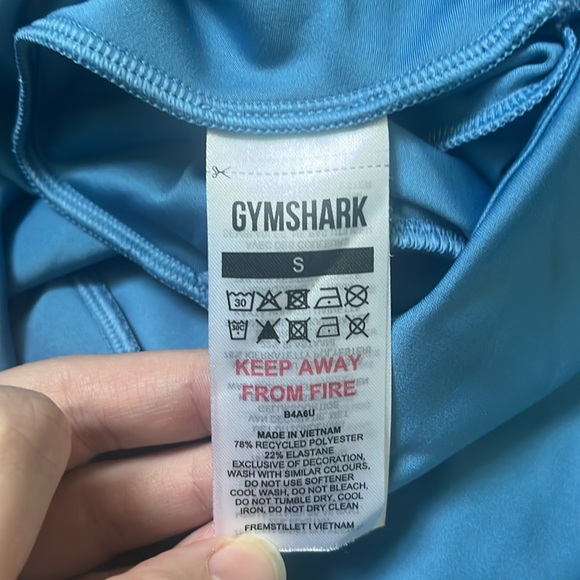 GYMSHARK
S
30
30C
KEEP AWAY
FROM FIRE
B4A6U
MADE IN VIETNAM
78% RECYCLED POLYESTER
22% ELASTANE
EXCLUSIVE OF DECORATION,
WASH WITH SIMILAR COLOURS,
DO NOT USE SOFTENER
COOL WASH, DO NOT BLEACH,
DO NOT TUMBLE DRY, COOL
IRON, DO NOT DRY CLEAN
FREMSTILLET I VIETNAM